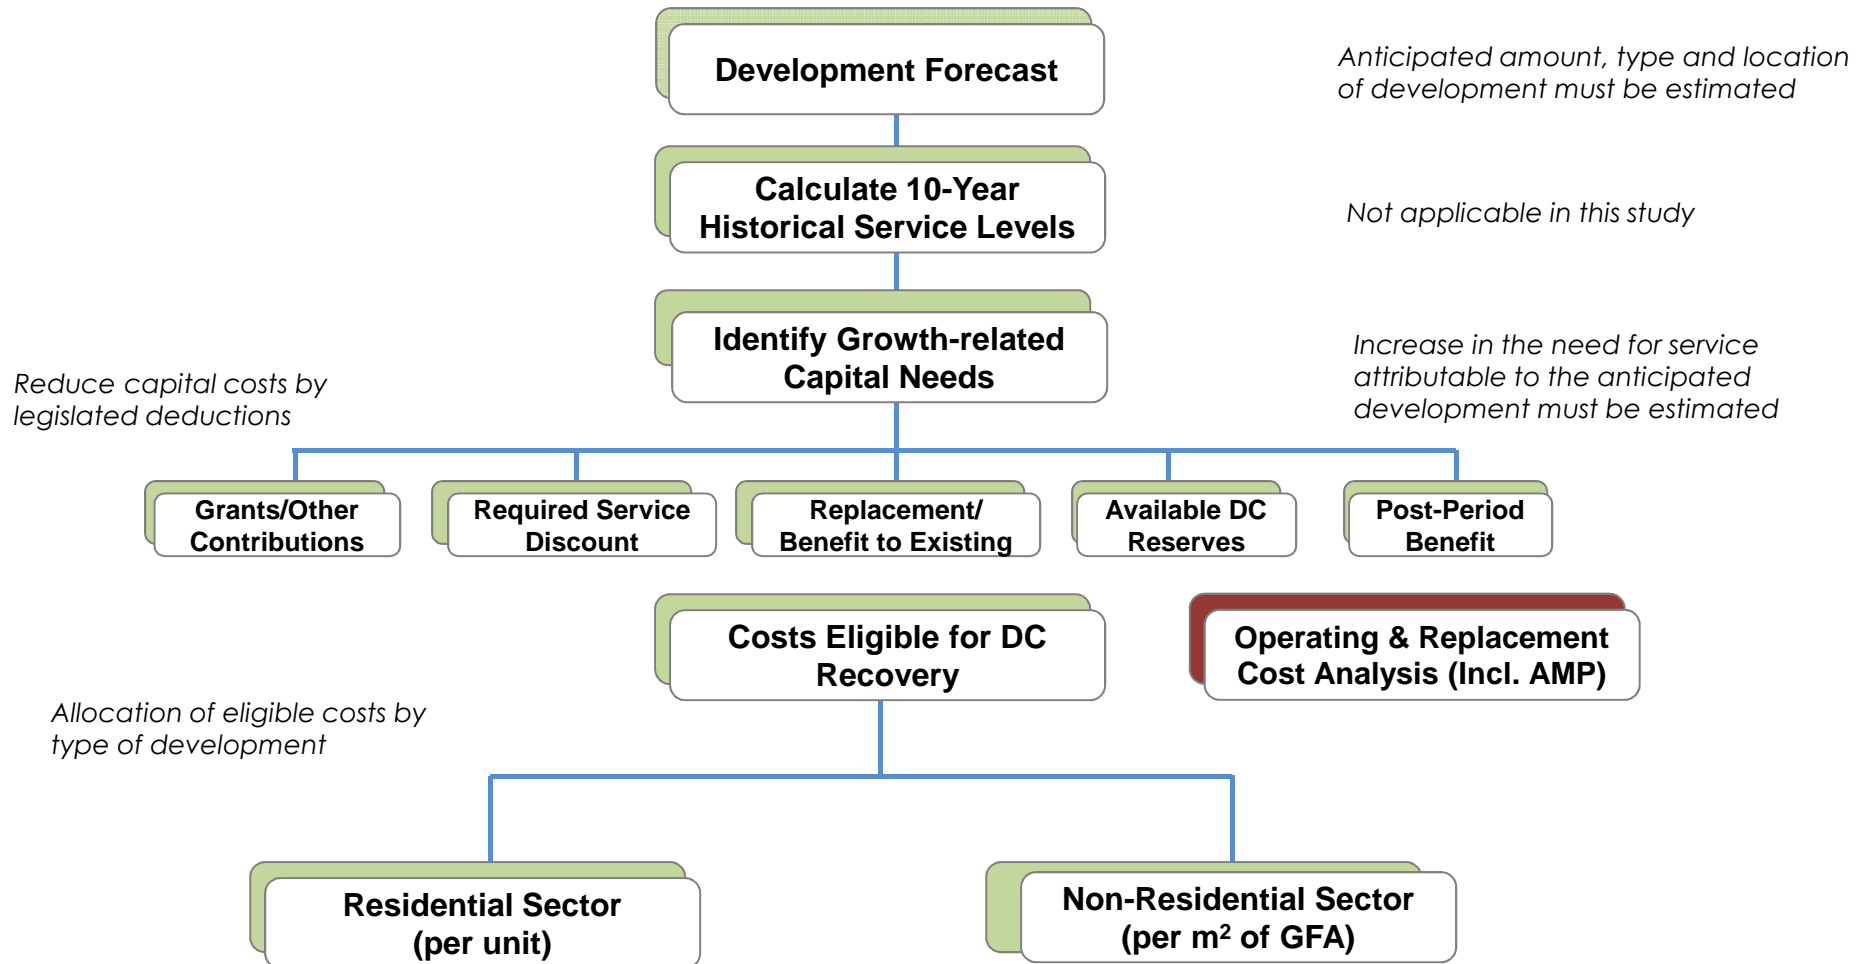 Development Forecast
Anticipated amount, type and location
of development must be estimated
Calculate 10-Year
Historical Service Levels
Not applicable in this study
Identify Growth-related
Capital Needs
Increase in the need for service
attributable to the anticipated
development must be estimated
Reduce capital costs by
legislated deductions
Grants/Other
Contributions
Required Service
Discount
Replacement/
Benefit to Existing
Available DC
Reserves
Post-Period
Benefit
Costs Eligible for DC
Recovery
Operating & Replacement
Cost Analysis (Incl. AMP)
Allocation of eligible costs by
type of development
Residential Sector
(per unit)
Non-Residential Sector
(per m² of GFA)